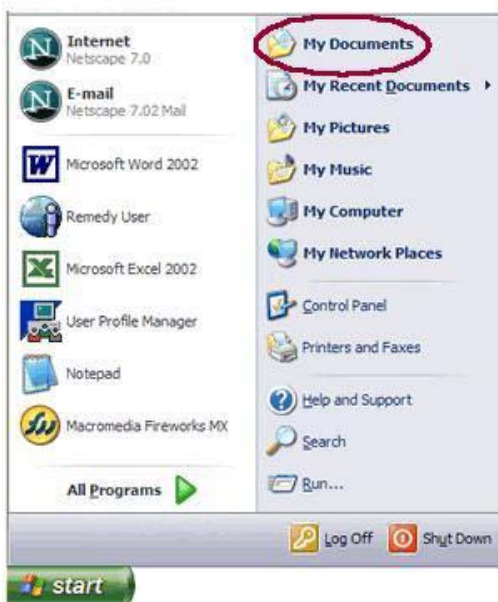 Internet
Netscape 7.0
E-mail
Netscape 7.02 Mail
Microsoft Word 2002
Remedy User
Microsoft Excel 2002
User Profile Manager
Notepad
Macromedia Fireworks MX
All Programs
My Documents
My Recent Documents
My Pictures
My Music
My Computer
My Network Places
Control Panel
Printers and Faxes
Help and Support
Search
Run...
Log Off
Shut Down
start